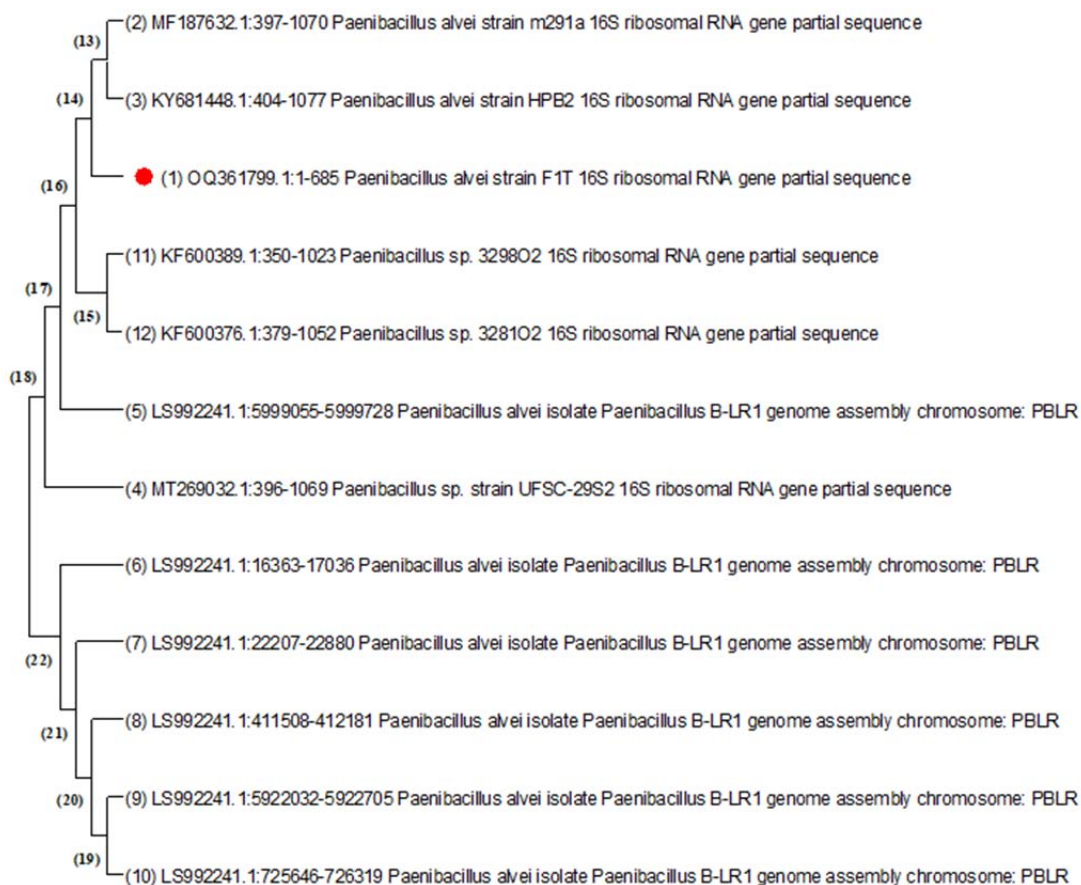 (13)
(2) MF187632.1:397-1070 Paenibacillus alvei strain m291a 16S ribosomal RNA gene partial sequence
(14)
(3) KY681448.1:404-1077 Paenibacillus alvei strain HPB2 16S ribosomal RNA gene partial sequence
(16)
(1) OQ361799.1:1-685 Paenibacillus alvei strain F1T 16S ribosomal RNA gene partial sequence
(11) KF600389.1:350-1023 Paenibacillus sp. 3298O2 16S ribosomal RNA gene partial sequence
(17)
(15)
(12) KF600376.1:379-1052 Paenibacillus sp. 3281O2 16S ribosomal RNA gene partial sequence
(18)
(5) LS992241.1:5999055-5999728 Paenibacillus alvei isolate Paenibacillus B-LR1 genome assembly chromosome: PBLR
(4) MT269032.1:396-1069 Paenibacillus sp. strain UFSC-29S2 16S ribosomal RNA gene partial sequence
(6) LS992241.1:16363-17036 Paenibacillus alvei isolate Paenibacillus B-LR1 genome assembly chromosome: PBLR
(22)
(7) LS992241.1:22207-22880 Paenibacillus alvei isolate Paenibacillus B-LR1 genome assembly chromosome: PBLR
(21)
(8) LS992241.1:411508-412181 Paenibacillus alvei isolate Paenibacillus B-LR1 genome assembly chromosome: PBLR
(20)
(9) LS992241.1:5922032-5922705 Paenibacillus alvei isolate Paenibacillus B-LR1 genome assembly chromosome: PBLR
(19)
(10) LS992241.1:725646-726319 Paenibacillus alvei isolate Paenibacillus B-LR1 genome assembly chromosome: PBLR